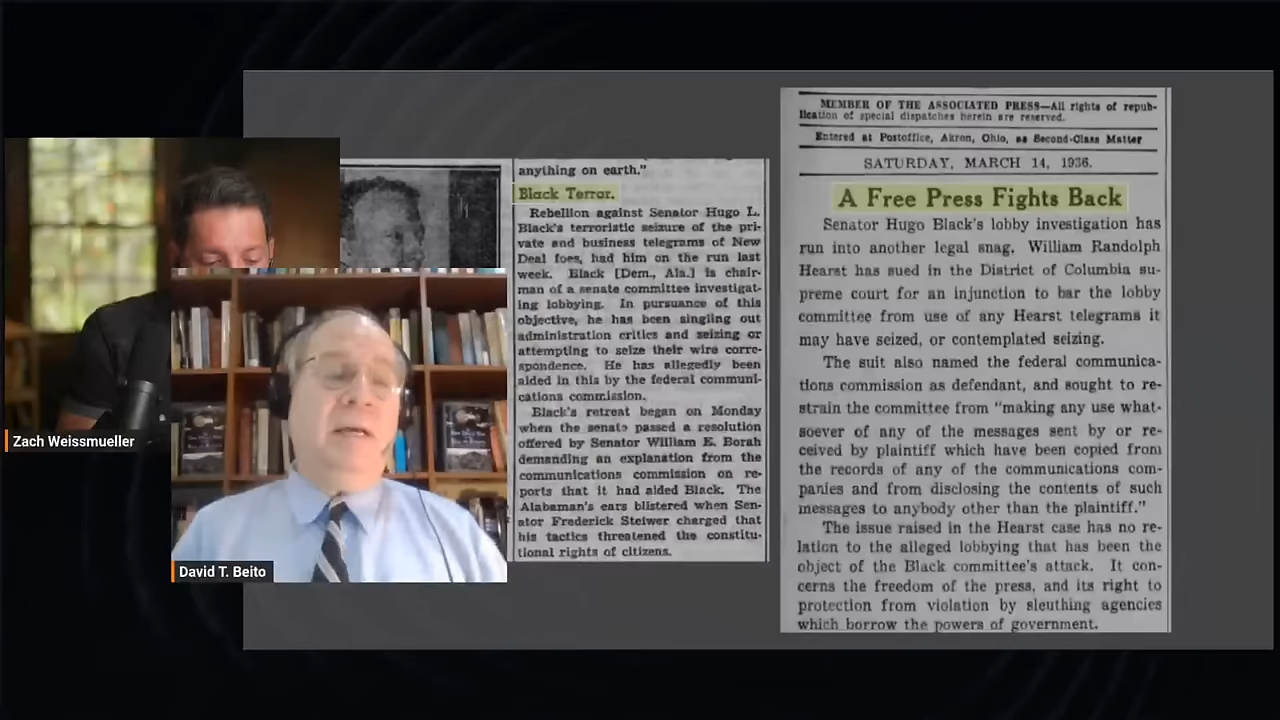 Zach Weissmueller
David T. Beito
anything on earth."
Black Terror.
Rebellion against Senator Hugo L.
Black's terroristic seizure of the pri-
vate and business telegrams of New
Deal foes, had him on the run last
week. Black [Dem., Ala.] is chair-
man of a senate committee investigat-
ing lobbying. In pursuance of this
objective, he has been singling out
administration critics and seizing or
attempting to seize their wire corre-
spondence. He has allegedly been
aided in this by the federal communi-
cations commission.
Black's retreat began on Monday
when the senate passed a resolution
offered by Senator William E. Borah
demanding an explanation from the
communications commission on re-
ports that it had aided Black. The
Alabaman's ears blistered when Sen-
ator Frederick Steiwer charged that
his tactics threatened the constitu-
tional rights of citizens.
MEMBER OF THE ASSOCIATED PRESS—All rights of repub-
lication of special dispatches herein are reserved.
Entered at Postoffice, Akron, Ohio, as Second-Class Matter
SATURDAY, MARCH 14, 1936.
A Free Press Fights Back
Senator Hugo Black's lobby investigation has
run into another legal snag. William Randolph
Hearst has sued in the District of Columbia su-
preme court for an injunction to bar the lobby
committee from use of any Hearst telegrams it
may have seized, or contemplated seizing.
The suit also named the federal communica-
tions commission as defendant, and sought to re-
strain the committee from "making any use what-
soever of any of the messages sent by or re-
ceived by plaintiff which have been copied from
the records of any of the communications com-
panies and from disclosing the contents of such
messages to anybody other than the plaintiff."
The issue raised in the Hearst case has no re-
lation to the alleged lobbying that has been the
object of the Black committee's attack. It con-
cerns the freedom of the press, and its right to
protection from violation by sleuthing agencies
which borrow the powers of government.